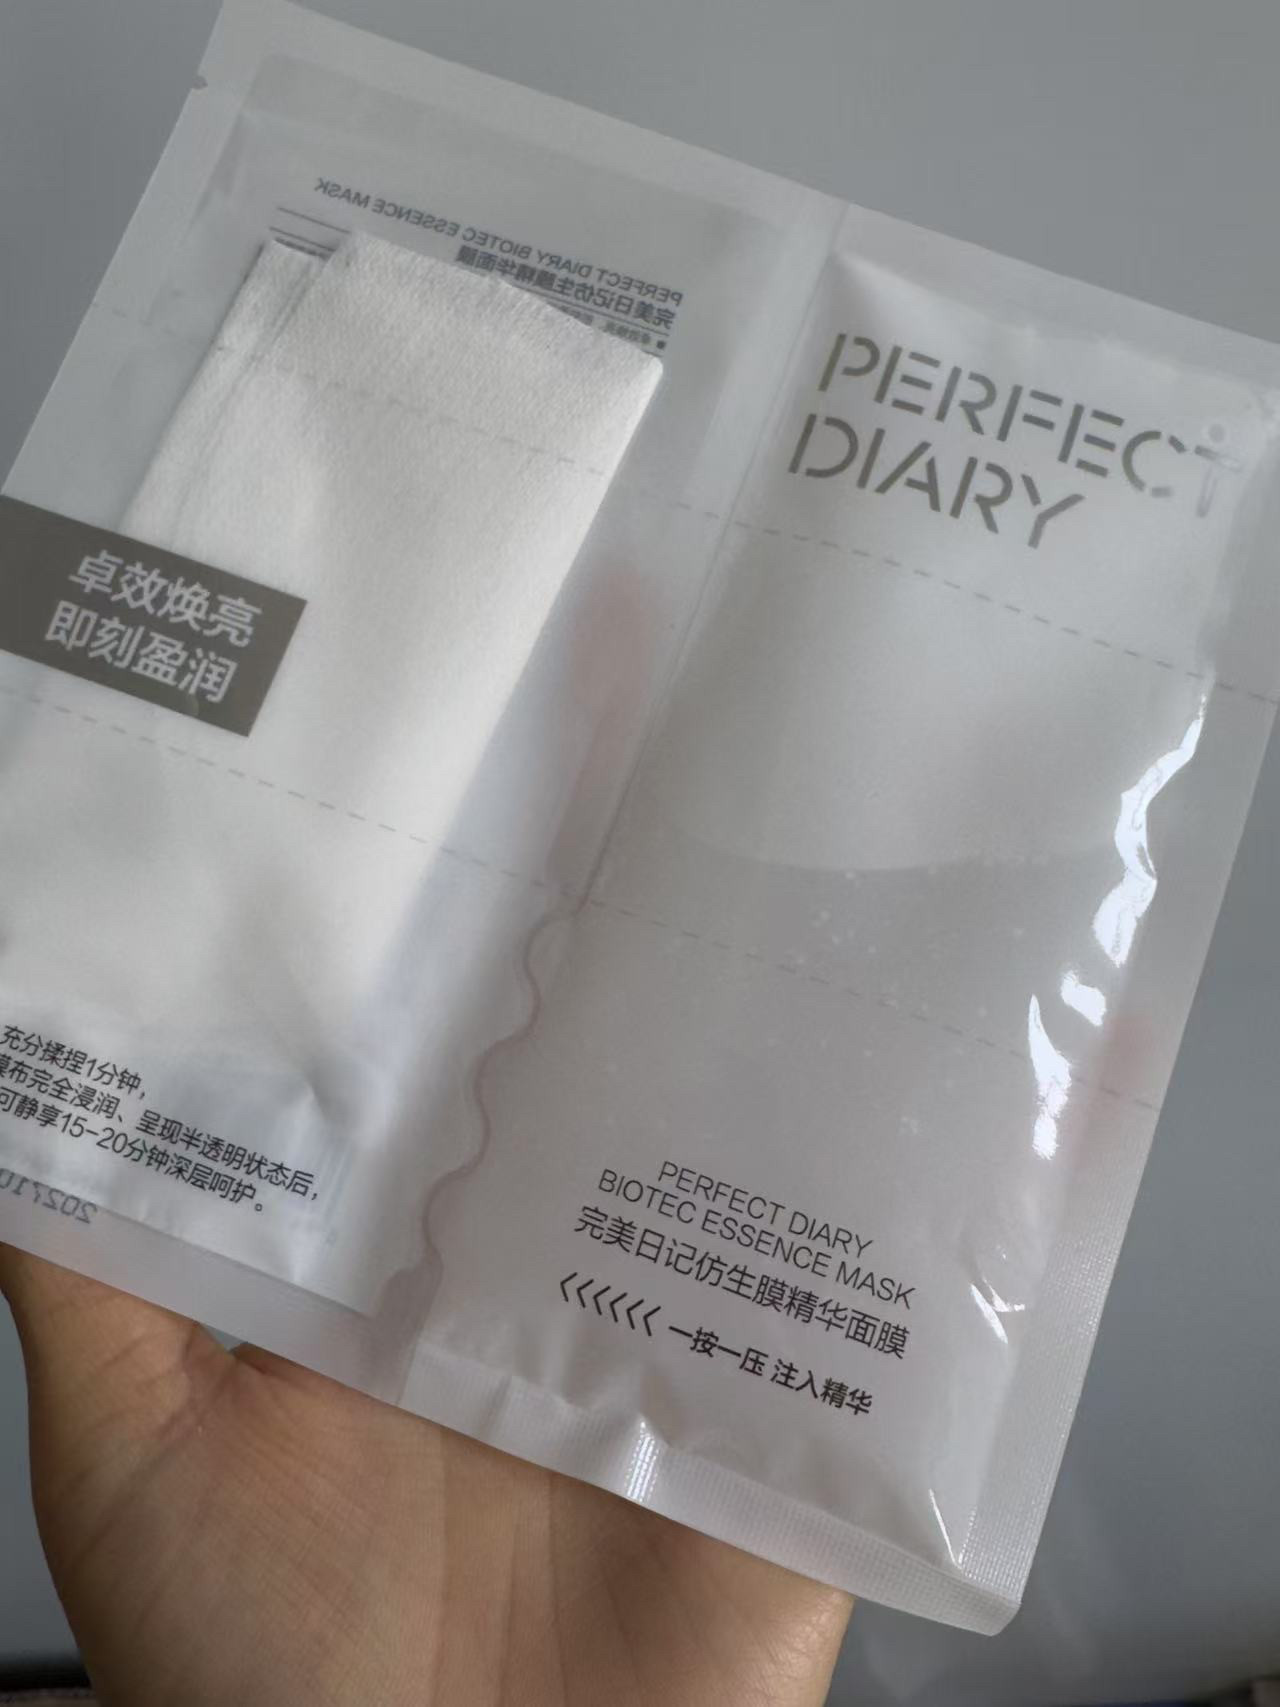 PERFECT DIARY BIOTEC ESSENCE MASK
完美日记仿生膜精华面膜
卓效焕亮
即刻盈润
充分揉捏1分钟，
膜布完全浸润、呈现半透明状态后，
可静享15-20分钟深层呵护。
PERFECT
DIARY
PERFECT DIARY
BIOTEC ESSENCE MASK
完美日记仿生膜精华面膜
一按一压 注入精华